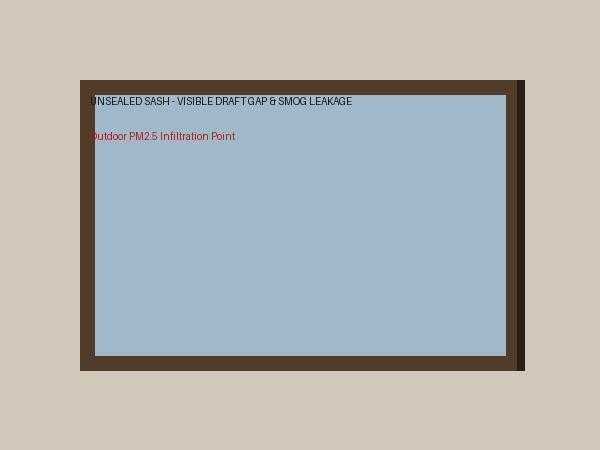 UNSEALED SASH - VISIBLE DRAFT GAP & SMOG LEAKAGE
Outdoor PM2.5 Infiltration Point